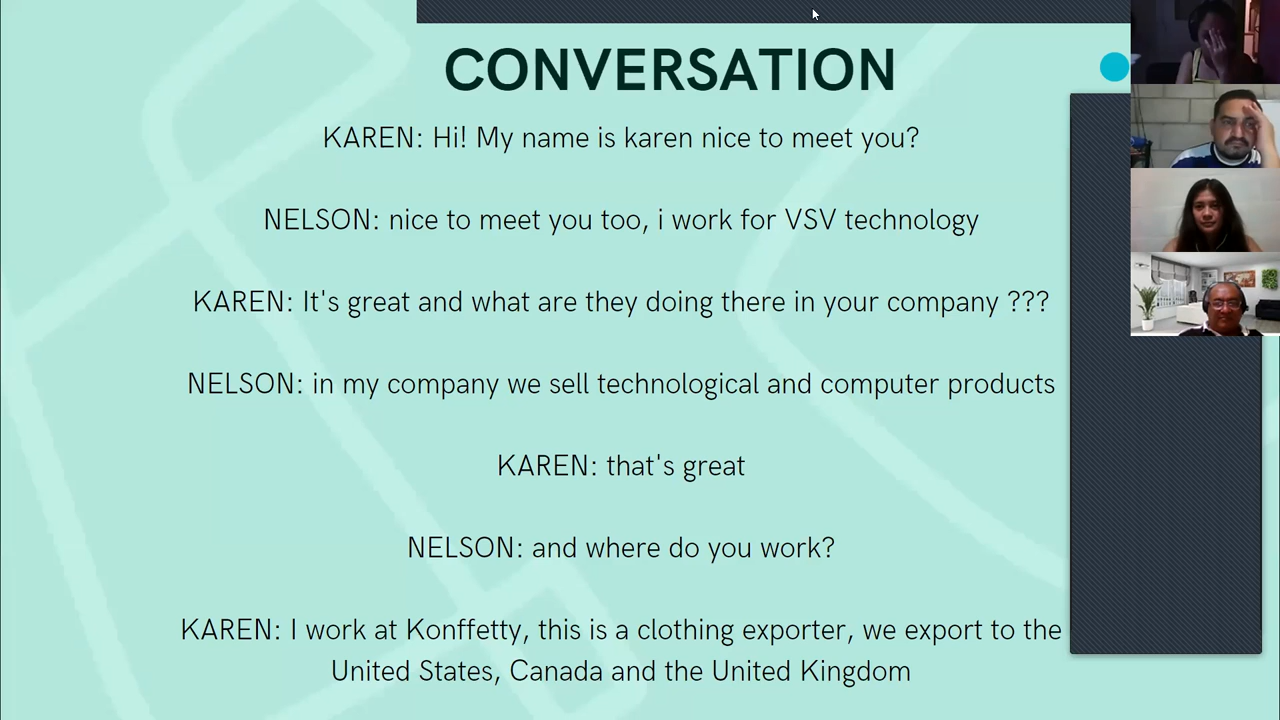 CONVERSATION
KAREN: Hi! My name is karen nice to meet you?
NELSON: nice to meet you too, i work for VSV technology
KAREN: It's great and what are they doing there in your company ???
NELSON: in my company we sell technological and computer products
KAREN: that's great
NELSON: and where do you work?
KAREN: I work at Konffetty, this is a clothing exporter, we export to the
United States, Canada and the United Kingdom